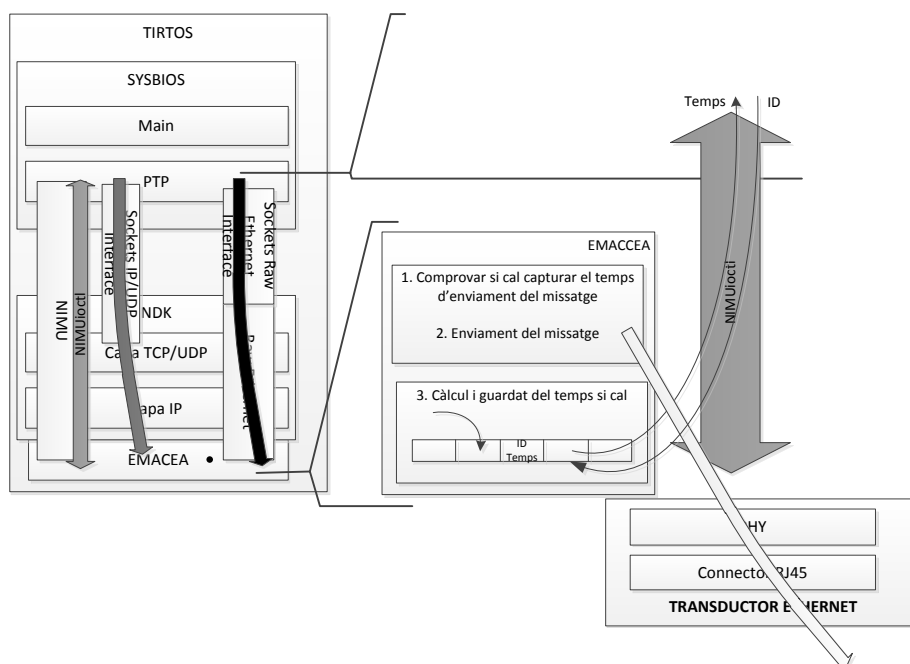 TIRTOS
SYSBIOS
Main
PTP
NIMU
NIMUioctl
Sockets IP/UDP
Interface
Sockets Raw
Ethernet
Interface
NDK
TCP/UDP
IP
EMACEA
EMACCEA
1. Comprovar si cal capturar el temps
d'enviament del missatge
2. Enviament del missatge
3. Càlcul i guardat del temps si cal
ID
Temps
Temps
ID
NIMUioctl
HY
Connector RJ45
TRANSDUCTOR ETHERNET